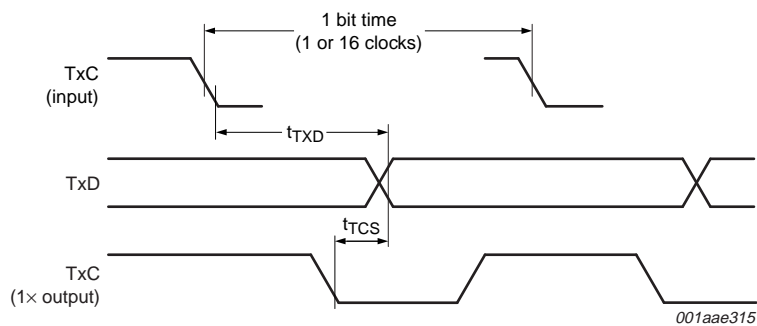 1 bit time
(1 or 16 clocks)
TxC
(input)
tTXD
TxD
tTCS
TxC
(1× output)
001aae315